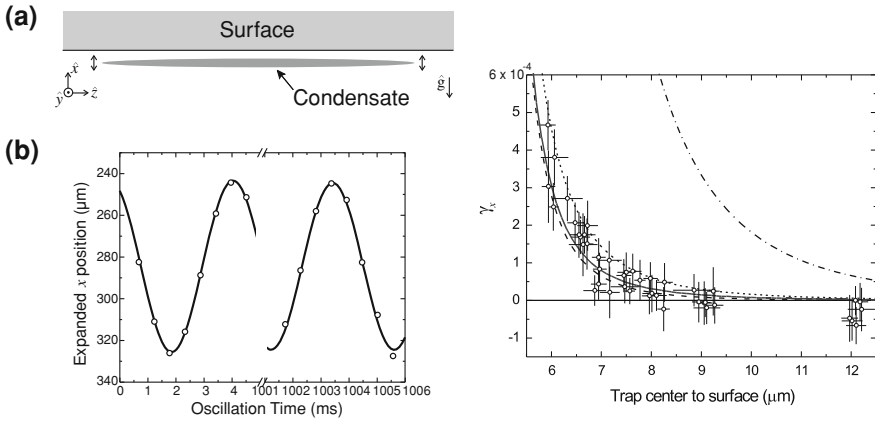 (a)
Surface
x̂
ŷ
ẑ
Condensate
ĝ
(b)
Expanded x position (µm)
240
260
280
300
320
340
0 1 2 3 4 1001 1002 1003 1004 1005 1006
Oscillation Time (ms)
γx
6 ×10⁻⁴
5
4
3
2
1
0
-1
6 7 8 9 10 11 12
Trap center to surface (µm)